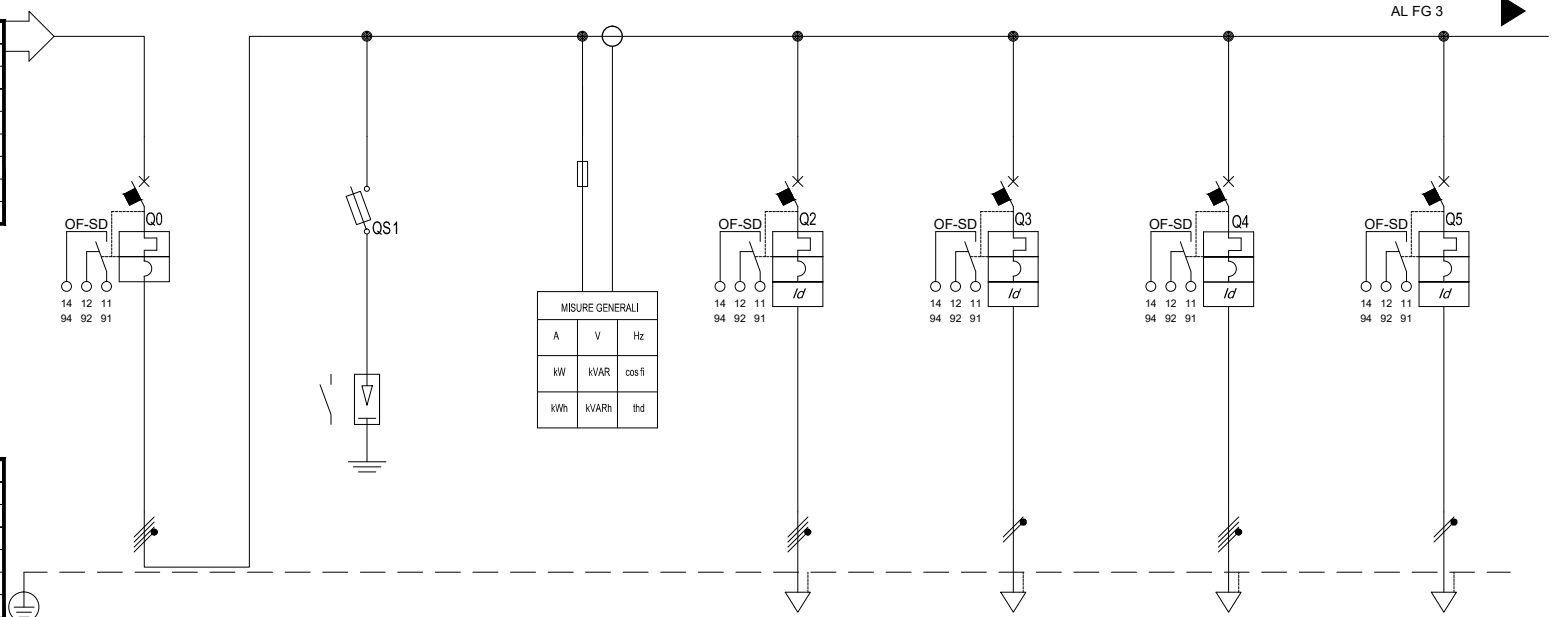 AL FG 3
OF-SD Q0
14 12 11
94 92 91
QS1
MISURE GENERALI
A V Hz
kW kVAR cos fi
kWh kVARh thd
OF-SD Q2
Id
14 12 11
94 92 91
OF-SD Q3
Id
14 12 11
94 92 91
OF-SD Q4
Id
14 12 11
94 92 91
OF-SD Q5
Id
14 12 11
94 92 91